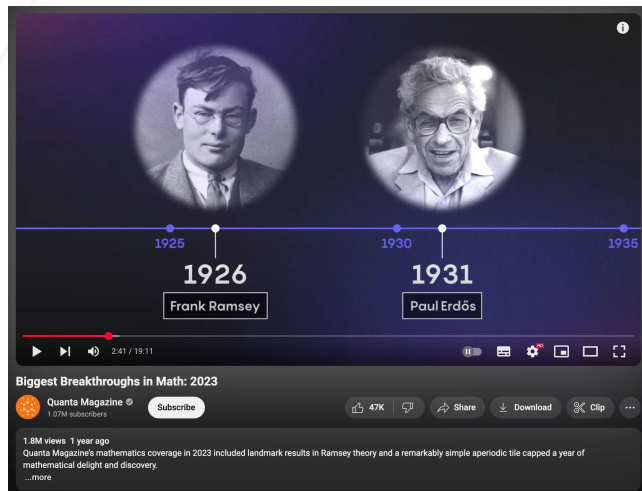 1925
1930
1935
1926
1931
Frank Ramsey
Paul Erdős
2:41 / 19:11
HD
Biggest Breakthroughs in Math: 2023
Quanta Magazine
1.07M subscribers
Subscribe
47K
Share
Download
Clip
1.8M views 1 year ago
Quanta Magazine's mathematics coverage in 2023 included landmark results in Ramsey theory and a remarkably simple aperiodic tile capped a year of
mathematical delight and discovery.
...more